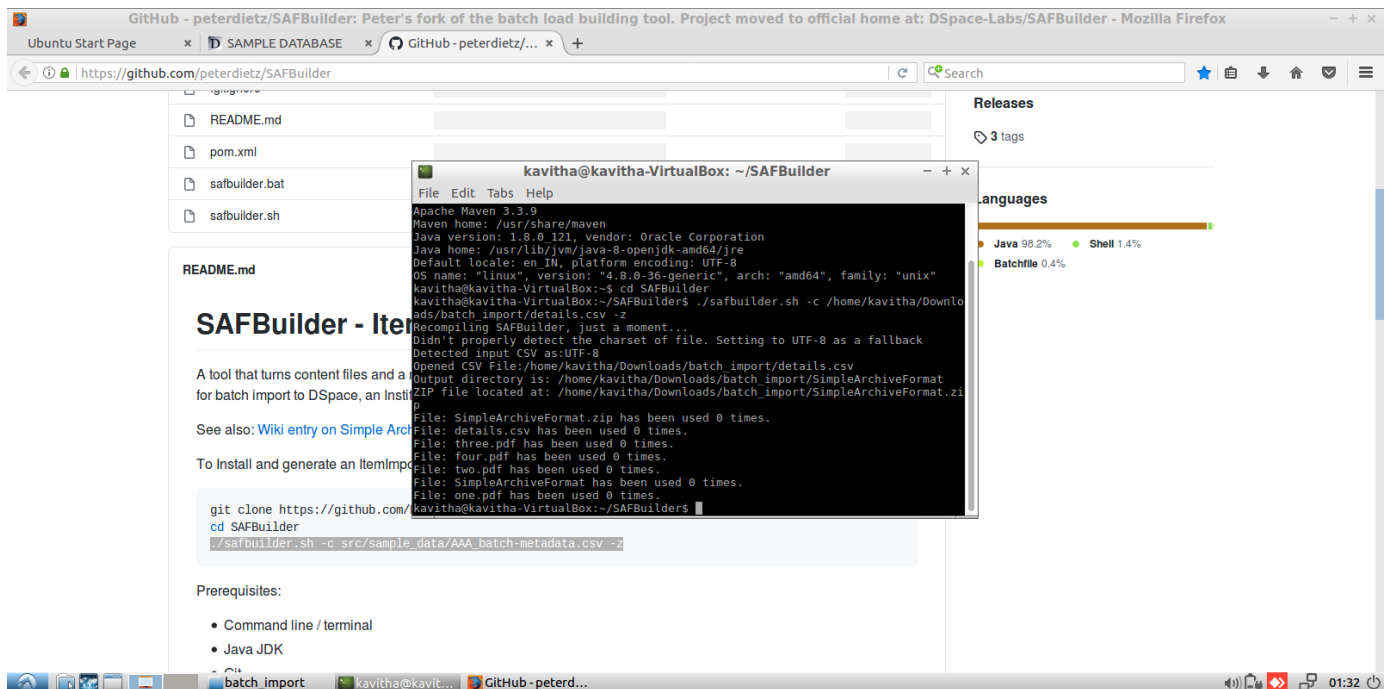 GitHub - peterdietz/SAFBuilder: Peter's fork of the batch load building tool. Project moved to official home at: DSpace-Labs/SAFBuilder - Mozilla Firefox
Ubuntu Start Page
SAMPLE DATABASE
GitHub - peterdietz/...
https://github.com/peterdietz/SAFBuilder
Search
README.md
pom.xml
safbuilder.bat
safbuilder.sh
Releases
3 tags
Java 98.2%
Shell 1.4%
Batchfile 0.4%
README.md
SAFBuilder -
A tool that turns content files and a
for batch import to DSpace, an
See also: Wiki entry on Simple
To Install and generate an
git clone
cd SAFBuilder
./safbuilder.sh -c src/sample_data/AAA_batch-metadata.csv -z
Prerequisites:
• Command line / terminal
• Java JDK
kavitha@kavitha-VirtualBox: ~/SAFBuilder
File Edit Tabs Help
Apache Maven 3.3.9
Maven home: /usr/share/maven
Java version: 1.8.0_121, vendor: Oracle Corporation
Java home: /usr/lib/jvm/java-8-openjdk-amd64/jre
Default locale: en_IN, platform encoding: UTF-8
OS name: "linux", version: "4.8.0-36-generic", arch: "amd64", family: "unix"
kavitha@kavitha-VirtualBox:~$ cd SAFBuilder
kavitha@kavitha-VirtualBox:~/SAFBuilder$ ./safbuilder.sh -c /home/kavitha/Downlo
ads/batch_import/details.csv -z
Recompiling SAFBuilder, just a moment...
Didn't properly detect the charset of file. Setting to UTF-8 as a fallback
Detected input CSV as:UTF-8
Opened CSV File:/home/kavitha/Downloads/batch_import/details.csv
Output directory is: /home/kavitha/Downloads/batch_import/SimpleArchiveFormat
ZIP file located at: /home/kavitha/Downloads/batch_import/SimpleArchiveFormat.zi
p
File: SimpleArchiveFormat.zip has been used 0 times.
File: details.csv has been used 0 times.
File: three.pdf has been used 0 times.
File: four.pdf has been used 0 times.
File: two.pdf has been used 0 times.
File: SimpleArchiveFormat has been used 0 times.
File: one.pdf has been used 0 times.
kavitha@kavitha-VirtualBox:~/SAFBuilder$
batch_import
kavitha@kavit...
GitHub - peterd...
01:32